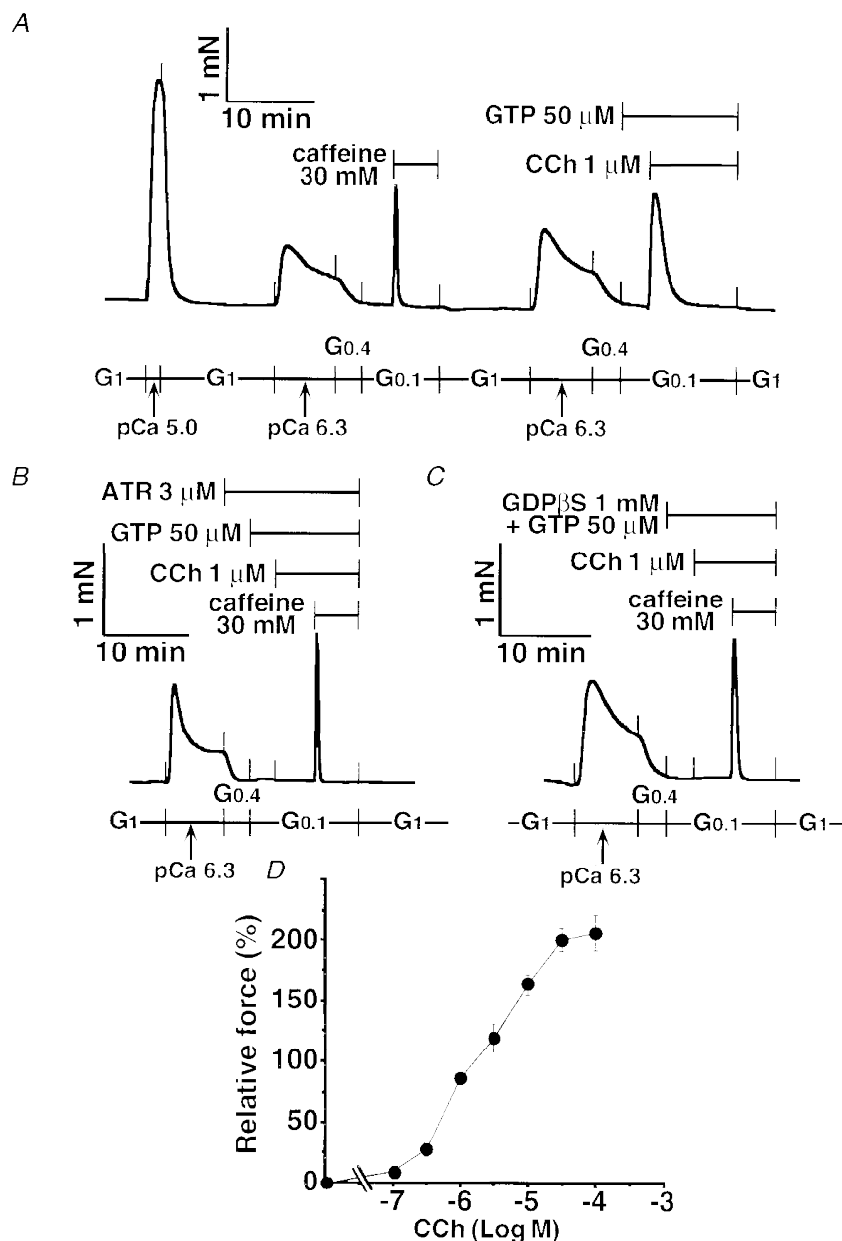 A
1 mN
10 min
GTP 50 μM
caffeine
30 mM
CCh 1 μM
G0.4
G0.4
G1
G1
G0.1
G1
G0.1
G1
pCa 5.0
pCa 6.3
pCa 6.3
B
ATR 3 μM
GTP 50 μM
CCh 1 μM
1 mN
10 min
caffeine
30 mM
G0.4
G1
G0.1
G1
pCa 6.3
C
GDPβS 1 mM
+ GTP 50 μM
CCh 1 μM
1 mN
10 min
caffeine
30 mM
G0.4
G1
G0.1
G1
pCa 6.3
D
Relative force (%)
200
150
100
50
0
-7
-6
-5
-4
-3
CCh (Log M)